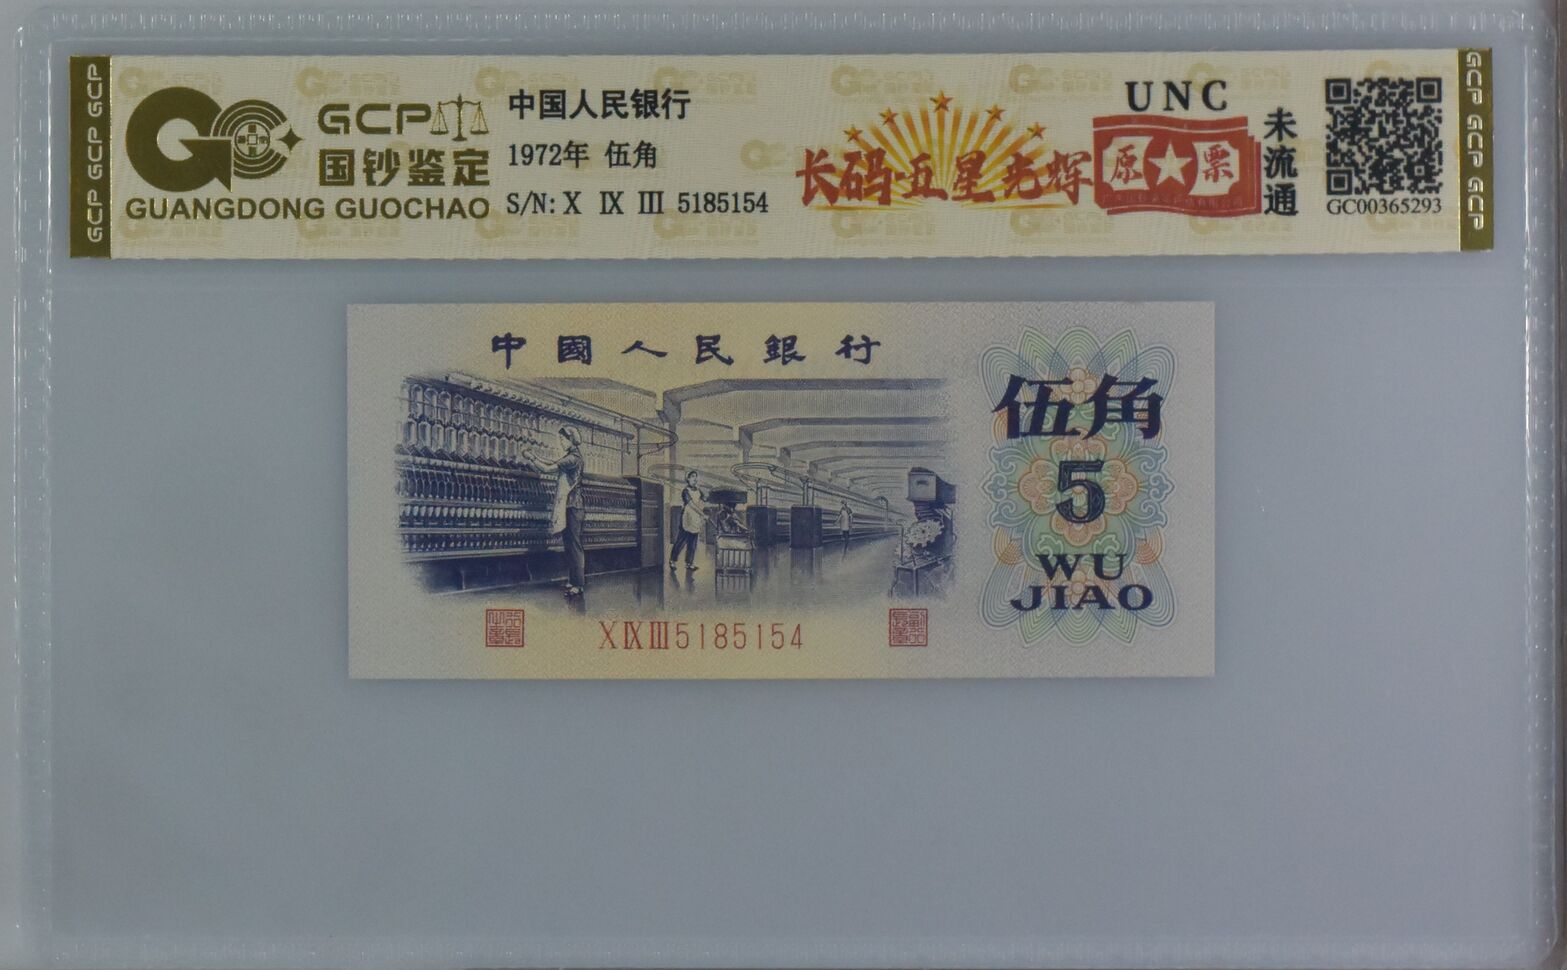 GCP GCP GCP
GCP
国钞鉴定
GUANGDONG GUOCHAO
中国人民银行
1972年 伍角
S/N: X IX III 5185154
长码·五星光辉
UNC
原★票
未流通
GC00365293
GCP GCP GCP
中國人民銀行
伍角
5
WU
JIAO
X IX III 5185154